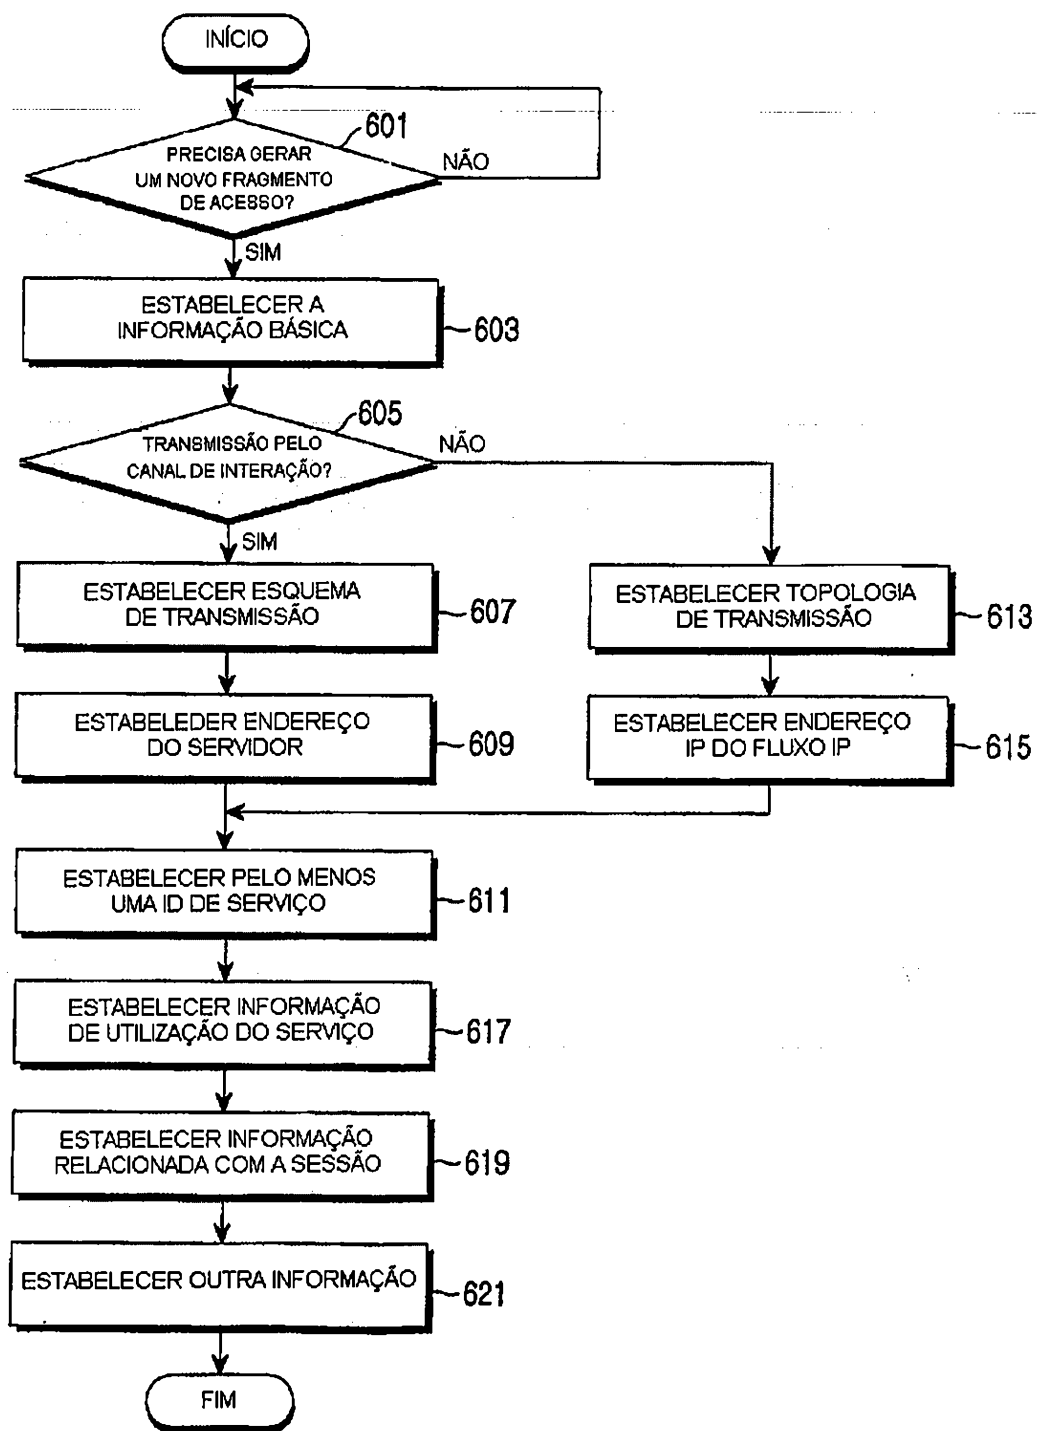 INÍCIO
601
PRECISA GERAR
UM NOVO FRAGMENTO
DE ACESSO?
NÃO
SIM
ESTABELECER A
INFORMAÇÃO BÁSICA
603
605
TRANSMISSÃO PELO
CANAL DE INTERAÇÃO?
NÃO
SIM
ESTABELECER ESQUEMA
DE TRANSMISSÃO
607
ESTABELECER TOPOLOGIA
DE TRANSMISSÃO
613
ESTABELEDER ENDEREÇO
DO SERVIDOR
609
ESTABELECER ENDEREÇO
IP DO FLUXO IP
615
ESTABELECER PELO MENOS
UMA ID DE SERVIÇO
611
ESTABELECER INFORMAÇÃO
DE UTILIZAÇÃO DO SERVIÇO
617
ESTABELECER INFORMAÇÃO
RELACIONADA COM A SESSÃO
619
ESTABELECER OUTRA INFORMAÇÃO
621
FIM